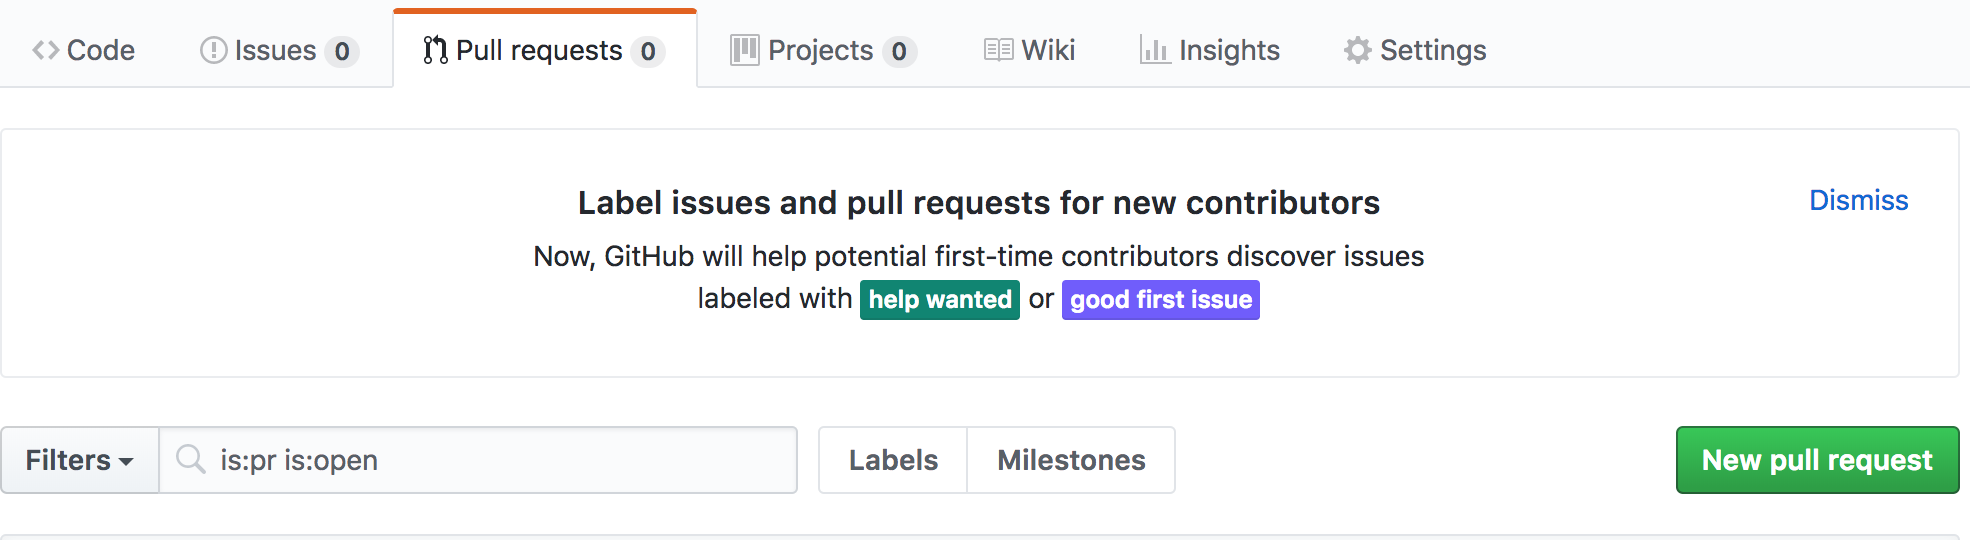 Code Issues 0 Pull requests 0 Projects 0 Wiki Insights Settings
Label issues and pull requests for new contributors
Dismiss
Now, GitHub will help potential first-time contributors discover issues
labeled with help wanted or good first issue
Filters is:pr is:open Labels Milestones New pull request